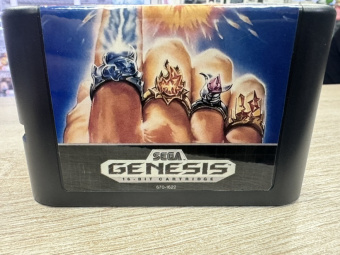 SEGA
GENESIS
16-BIT CARTRIDGE